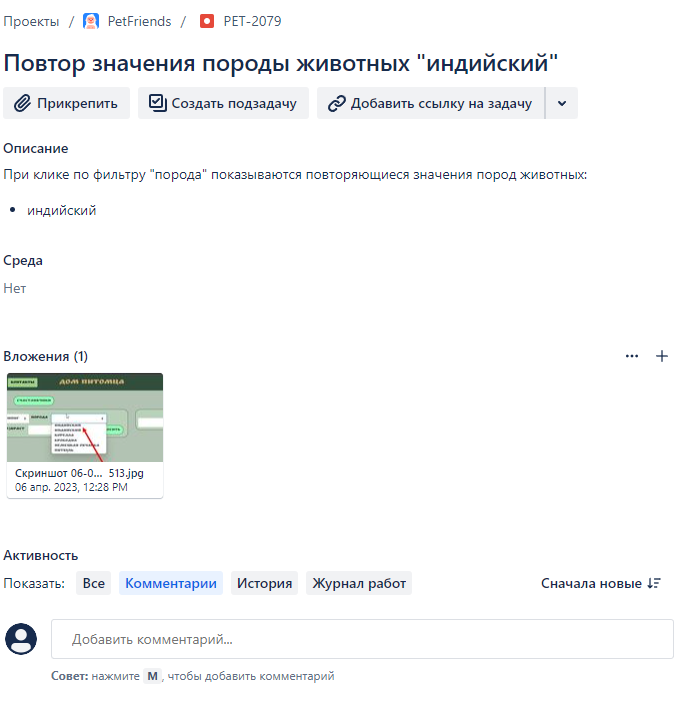 Проекты / PetFriends / PET-2079
Повтор значения породы животных "индийский"
Прикрепить Создать подзадачу Добавить ссылку на задачу
Описание
При клике по фильтру "порода" показываются повторяющиеся значения пород животных:
индийский
Среда
Нет
Вложения (1)
КОНТАКТЫ ДОМ ПИТОМЦА
СЧАСТЛИВЧИКИ
ПОРОДА
Скриншот 06-0... 513.jpg
06 апр. 2023, 12:28 PM
Активность
Показать: Все Комментарии История Журнал работ Сначала новые
Добавить комментарий...
Совет: нажмите M, чтобы добавить комментарий